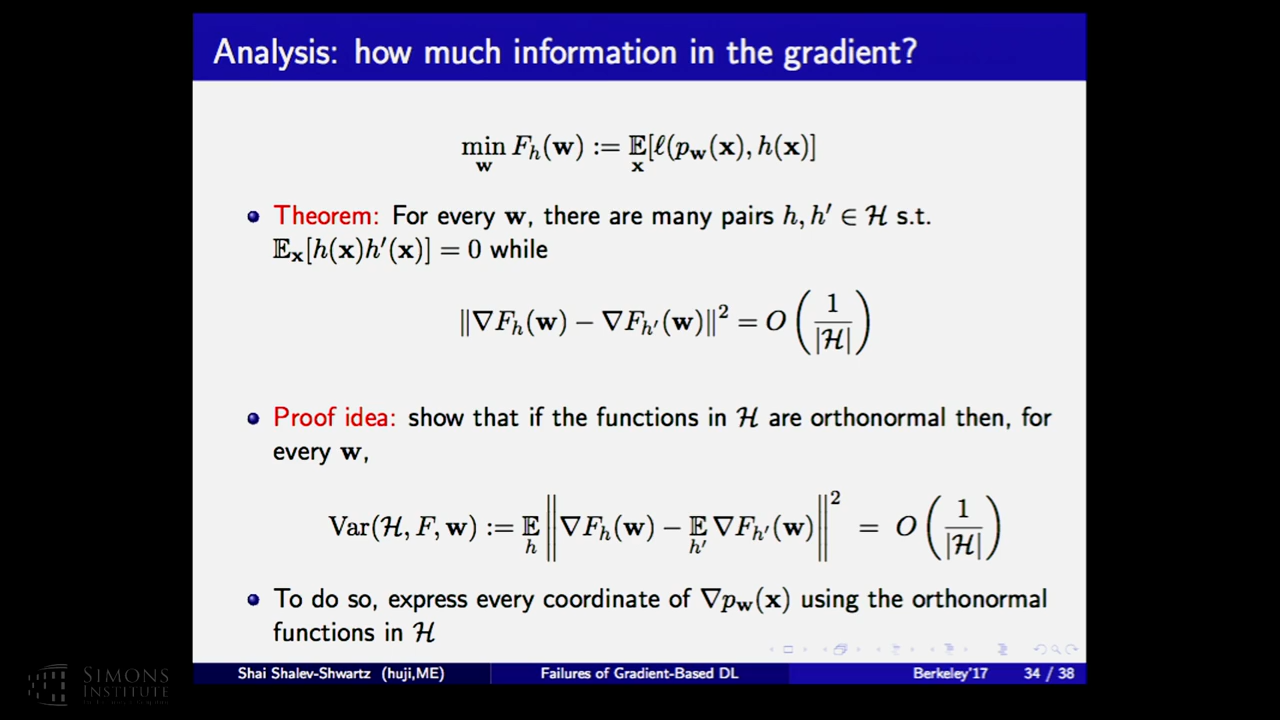 Analysis: how much information in the gradient?
min_w F_h(w) := E_x[ℓ(p_w(x), h(x)]
Theorem: For every w, there are many pairs h, h′ ∈ H s.t.
E_x[h(x)h′(x)] = 0 while
‖∇F_h(w) − ∇F_h′(w)‖² = O(1/|H|)
Proof idea: show that if the functions in H are orthonormal then, for
every w,
Var(H, F, w) := E_h ‖∇F_h(w) − E_h′ ∇F_h′(w)‖² = O(1/|H|)
To do so, express every coordinate of ∇p_w(x) using the orthonormal
functions in H
Shai Shalev-Shwartz (huji,ME) Failures of Gradient-Based DL Berkeley'17 34 / 38
SIMONS
INSTITUTE